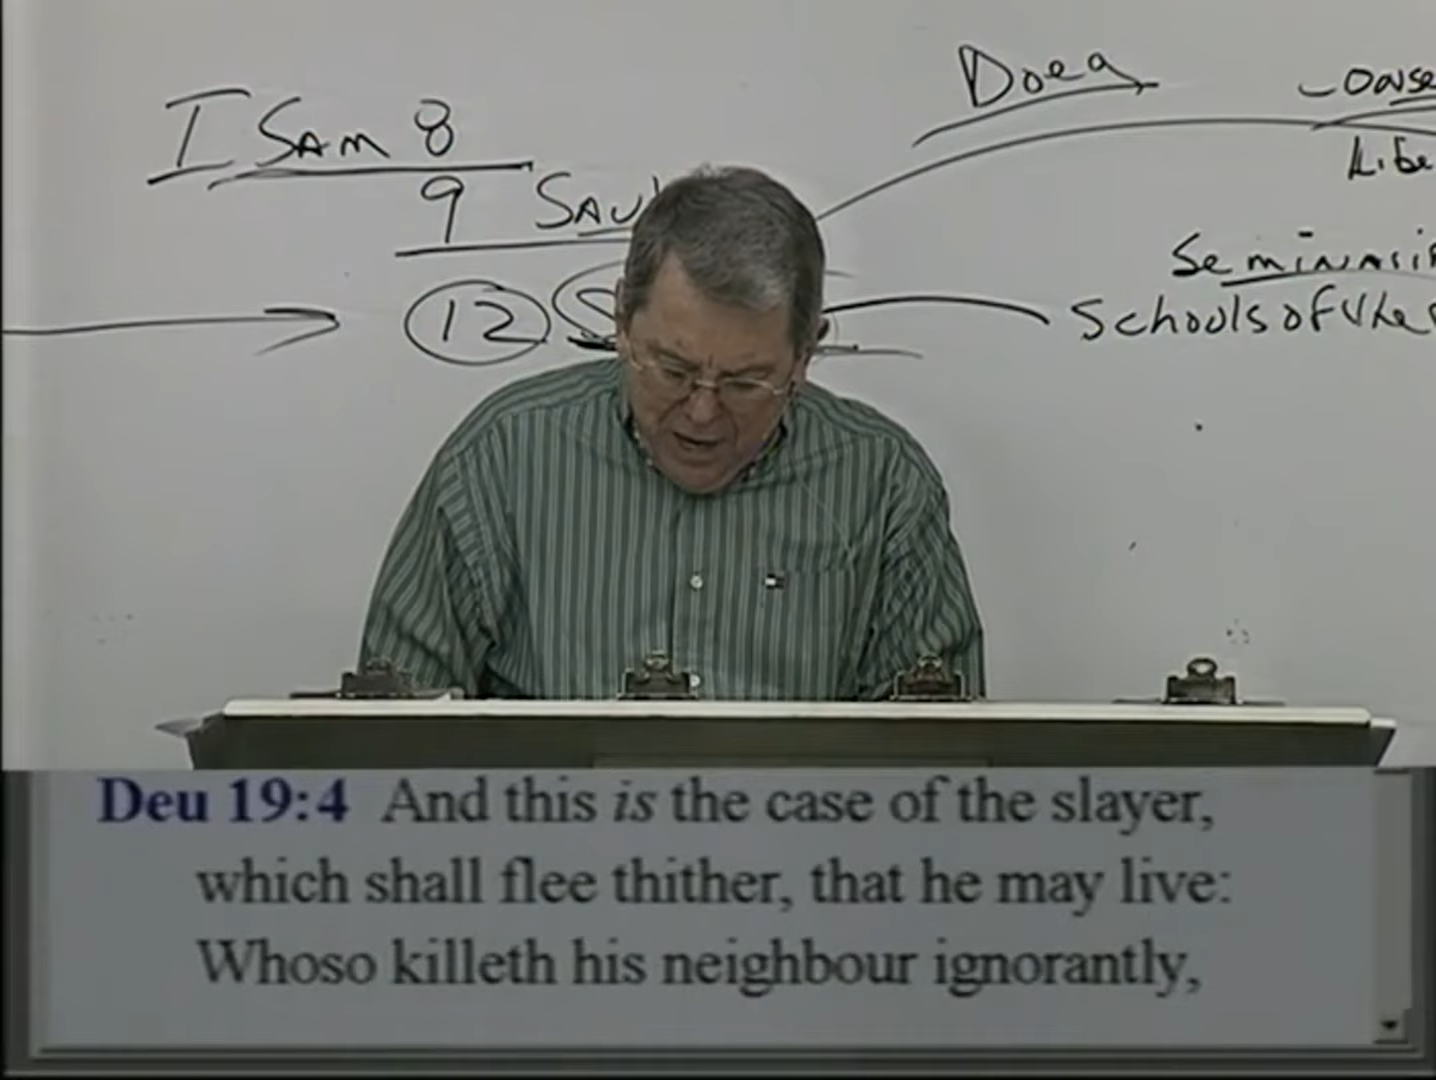 I SAM 8
9 SAU
12 S
Doeg
Seminari
Schools of the
Deu 19:4 And this is the case of the slayer,
which shall flee thither, that he may live:
Whoso killeth his neighbour ignorantly,